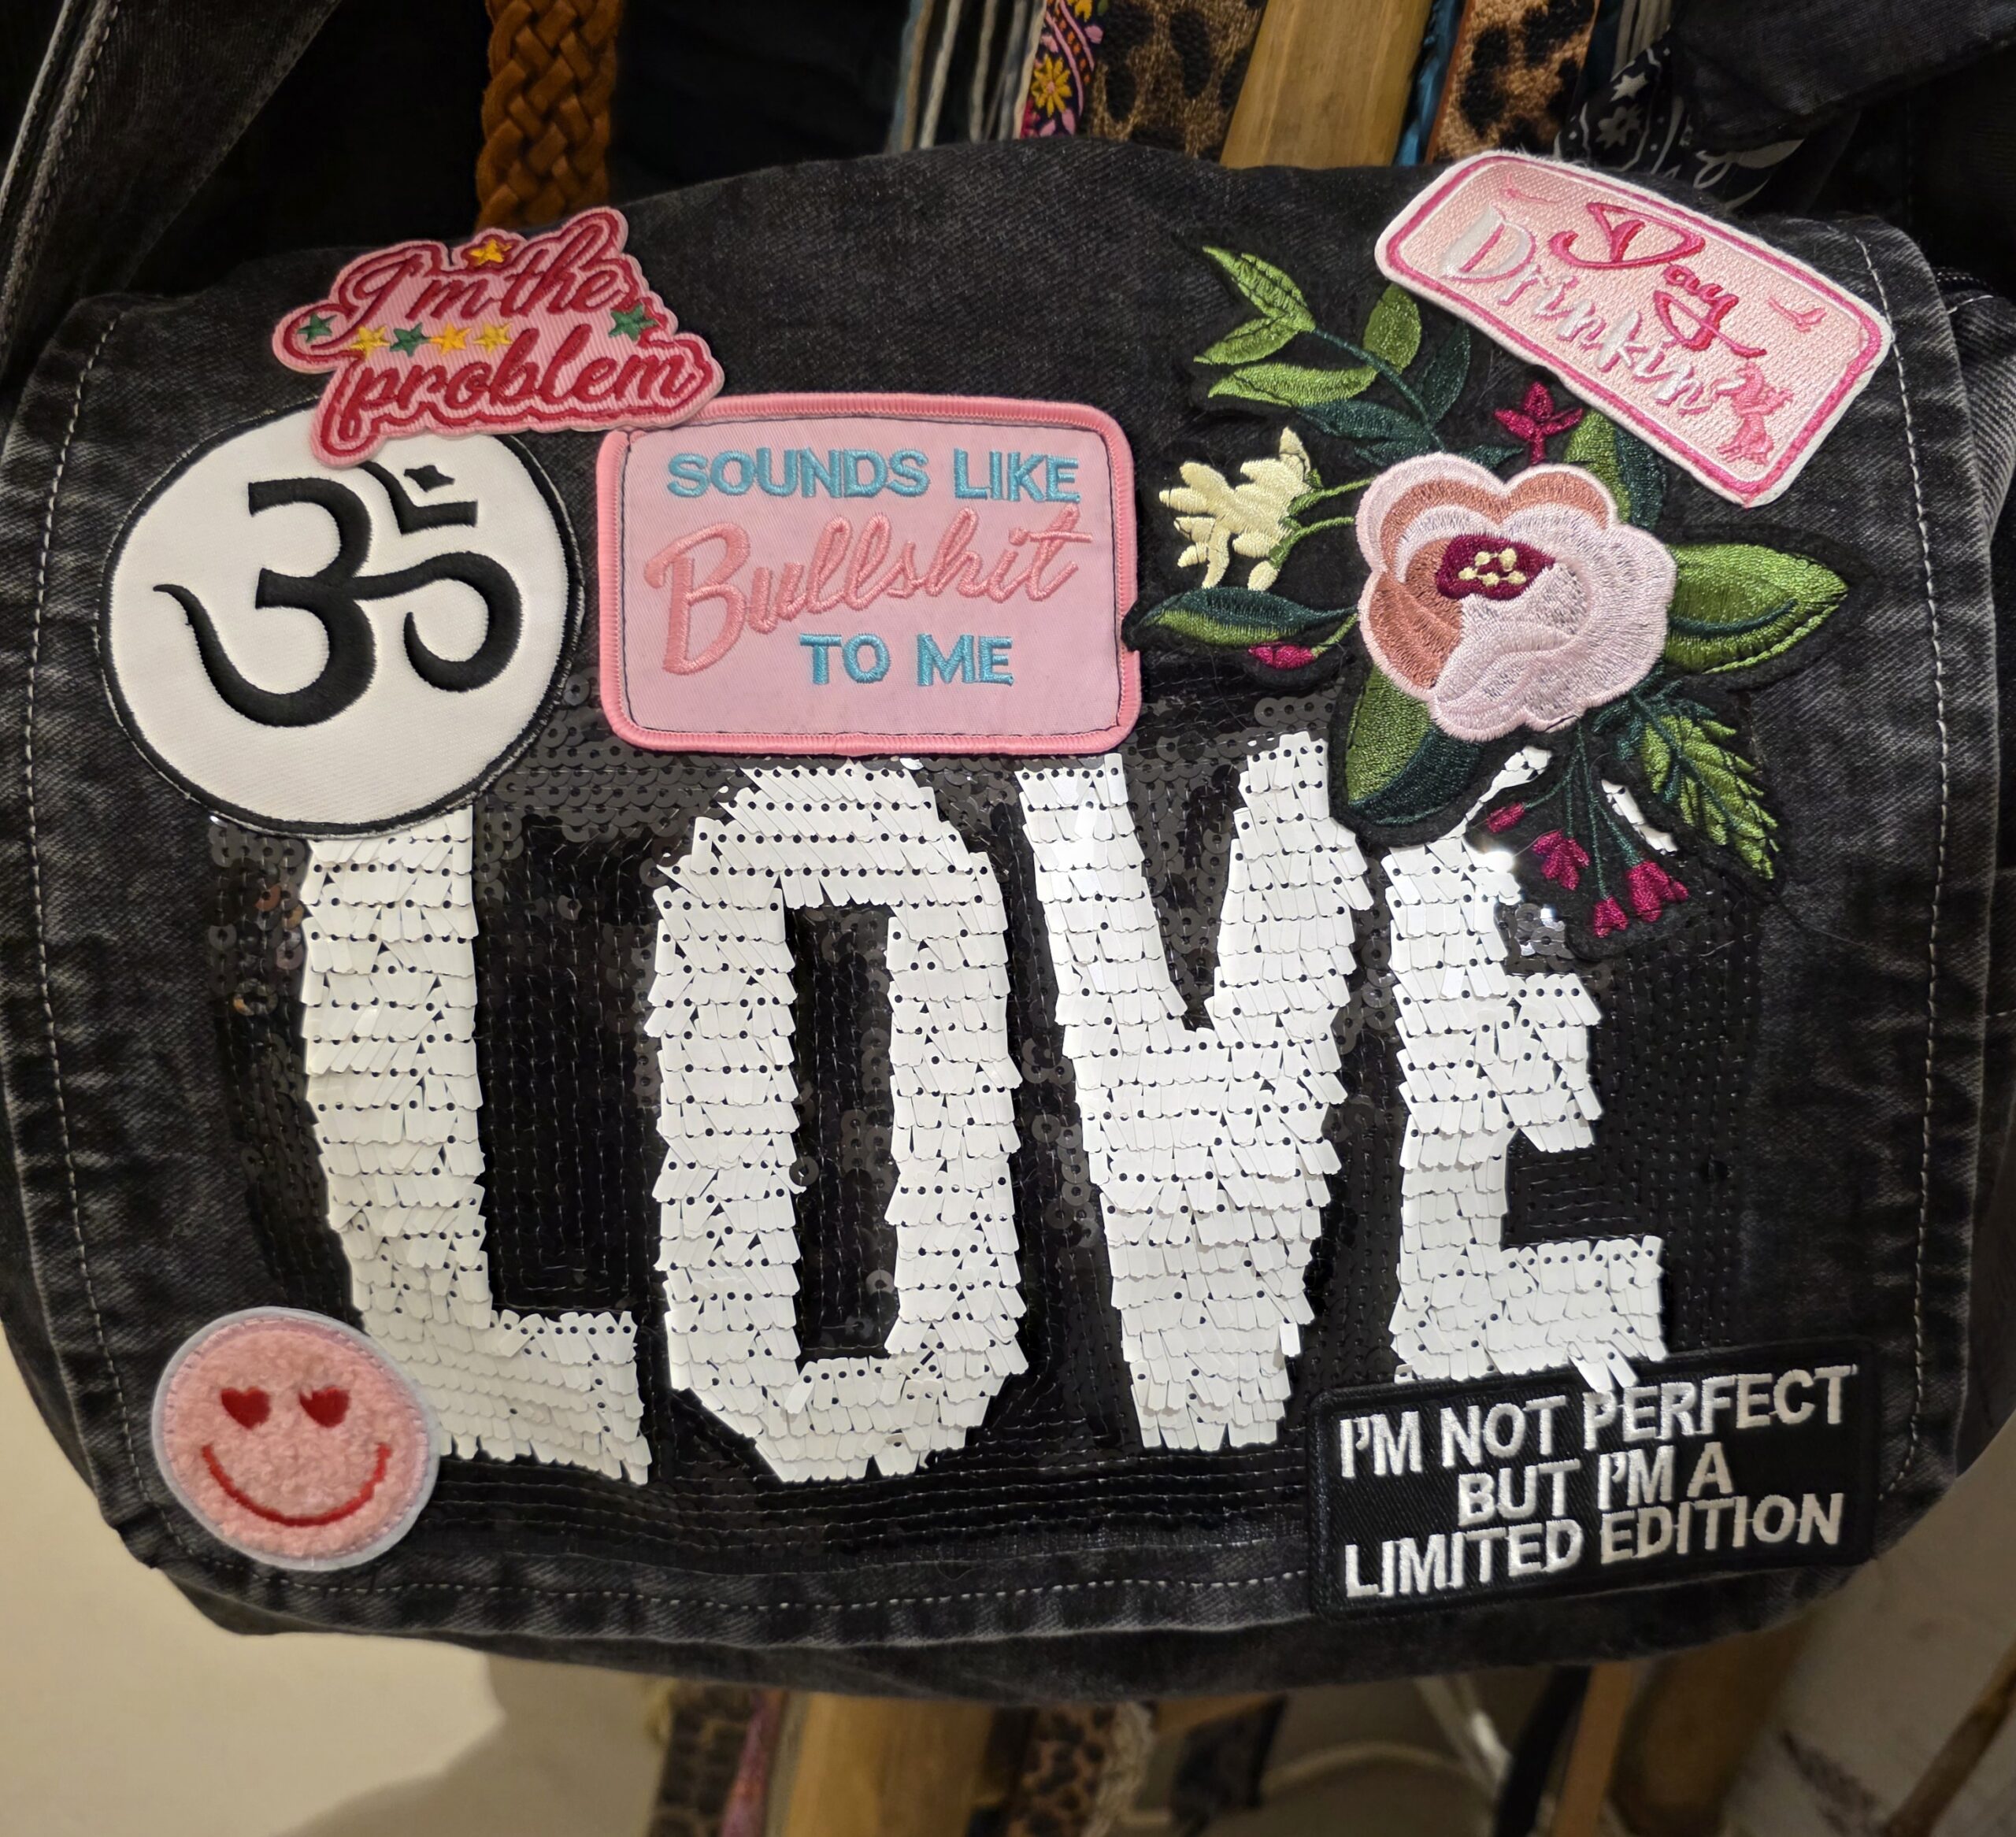 I'm the
problem
Day
Drinkin'
ॐ
SOUNDS LIKE
Bullshit
TO ME
LOVE
I'M NOT PERFECT
BUT I'M A
LIMITED EDITION